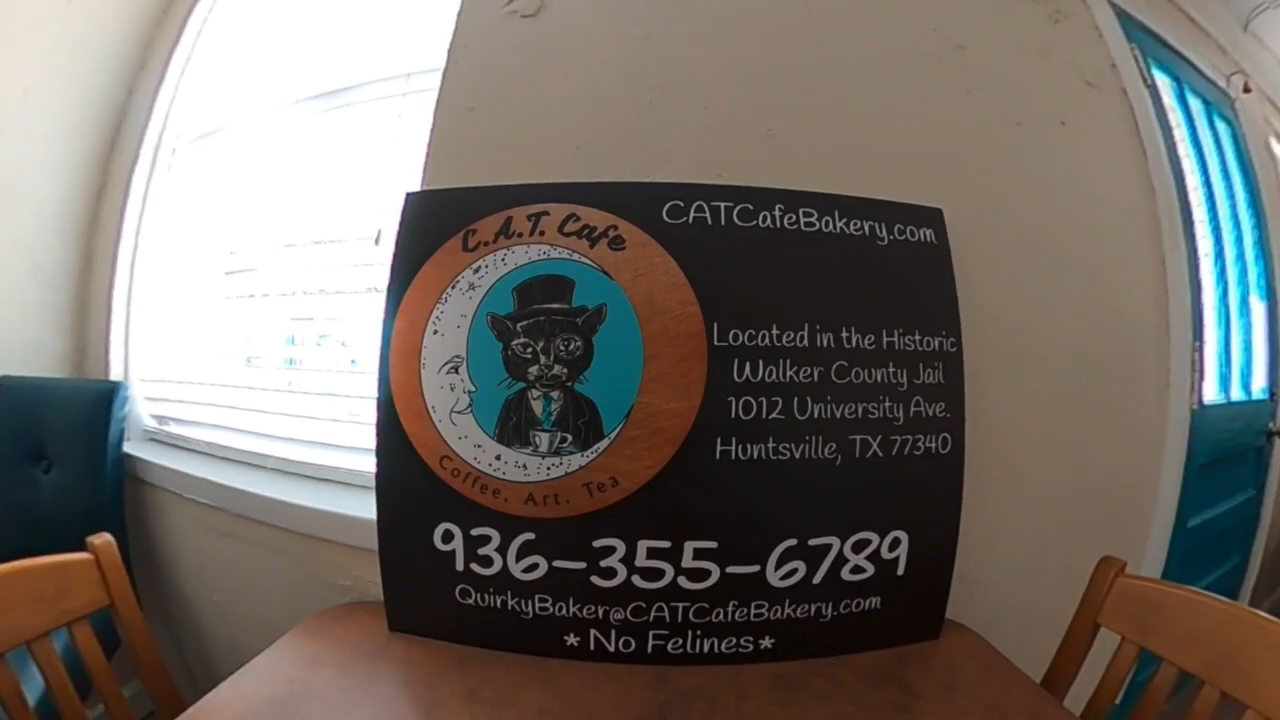 C.A.T. Cafe
Coffee. Art. Tea
CATCafeBakery.com
Located in the Historic
Walker County Jail
1012 University Ave.
Huntsville, TX 77340
936-355-6789
QuirkyBaker@CATCafeBakery.com
*No Felines*